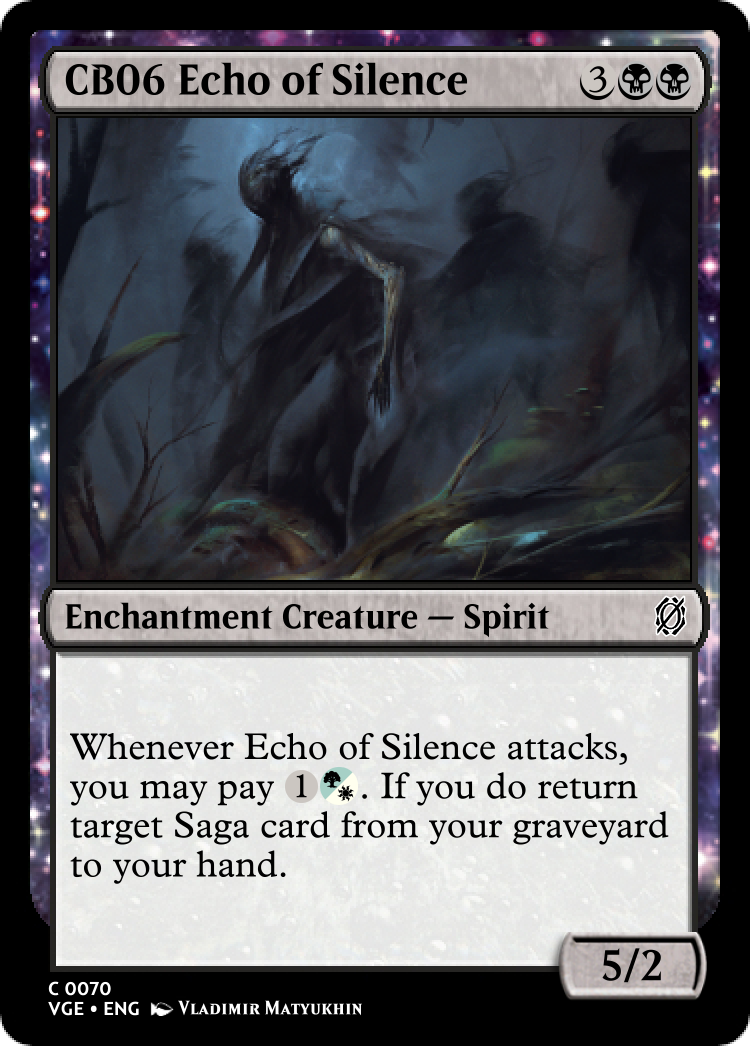 CB06 Echo of Silence 3
Enchantment Creature — Spirit
Whenever Echo of Silence attacks,
you may pay 1 . If you do return
target Saga card from your graveyard
to your hand.
5/2
C 0070
VGE • ENG Vladimir Matyukhin